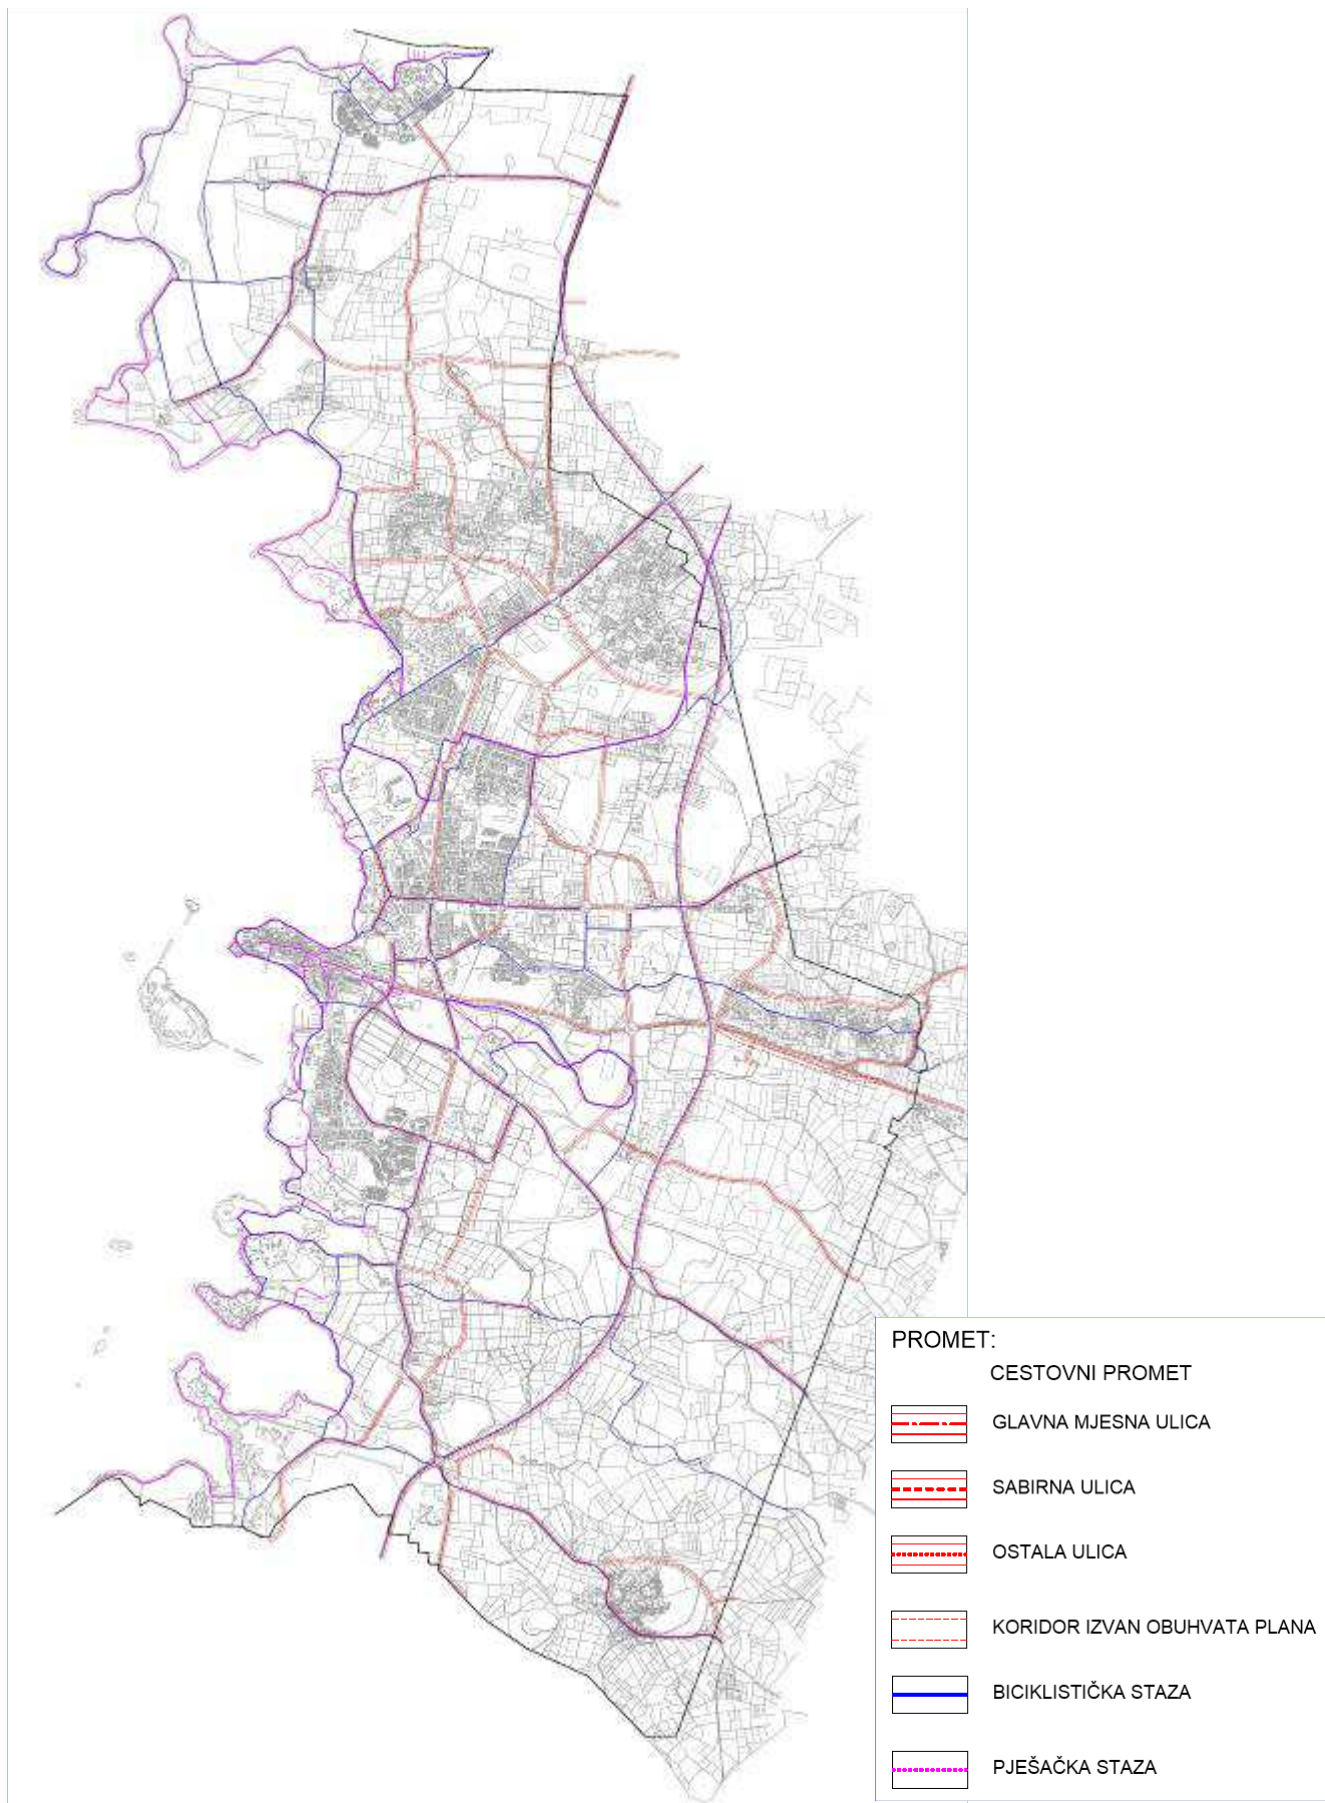 PROMET:
CESTOVNI PROMET
GLAVNA MJESNA ULICA
SABIRNA ULICA
OSTALA ULICA
KORIDOR IZVAN OBUHVATA PLANA
BICIKLISTIČKA STAZA
PJEŠAČKA STAZA